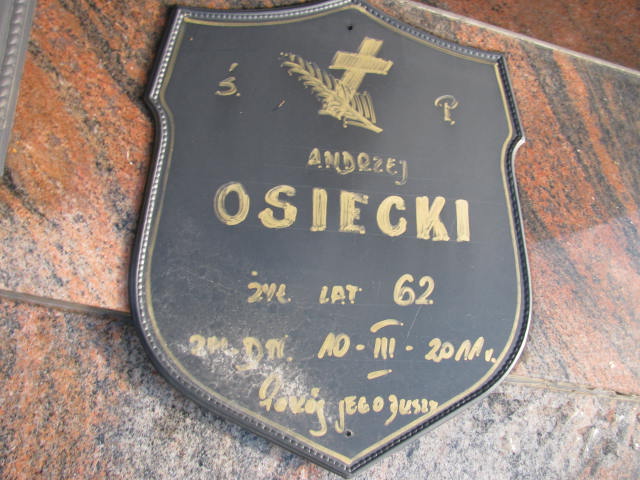 Ś. P.
ANDRZEJ
OSIECKI
ŻYŁ LAT 62
ZM. DN. 10-III-2011 r.
Pokój JEGO DUSZY